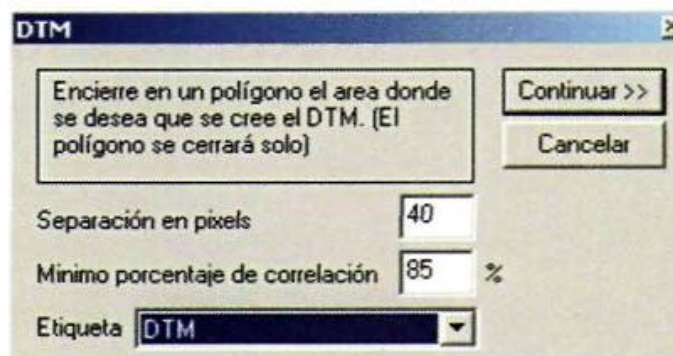 DTM
Encierre en un polígono el area donde
se desea que se cree el DTM. (El
polígono se cerrará solo)
Continuar >>
Cancelar
Separación en pixels 40
Minimo porcentaje de correlación 85 %
Etiqueta DTM